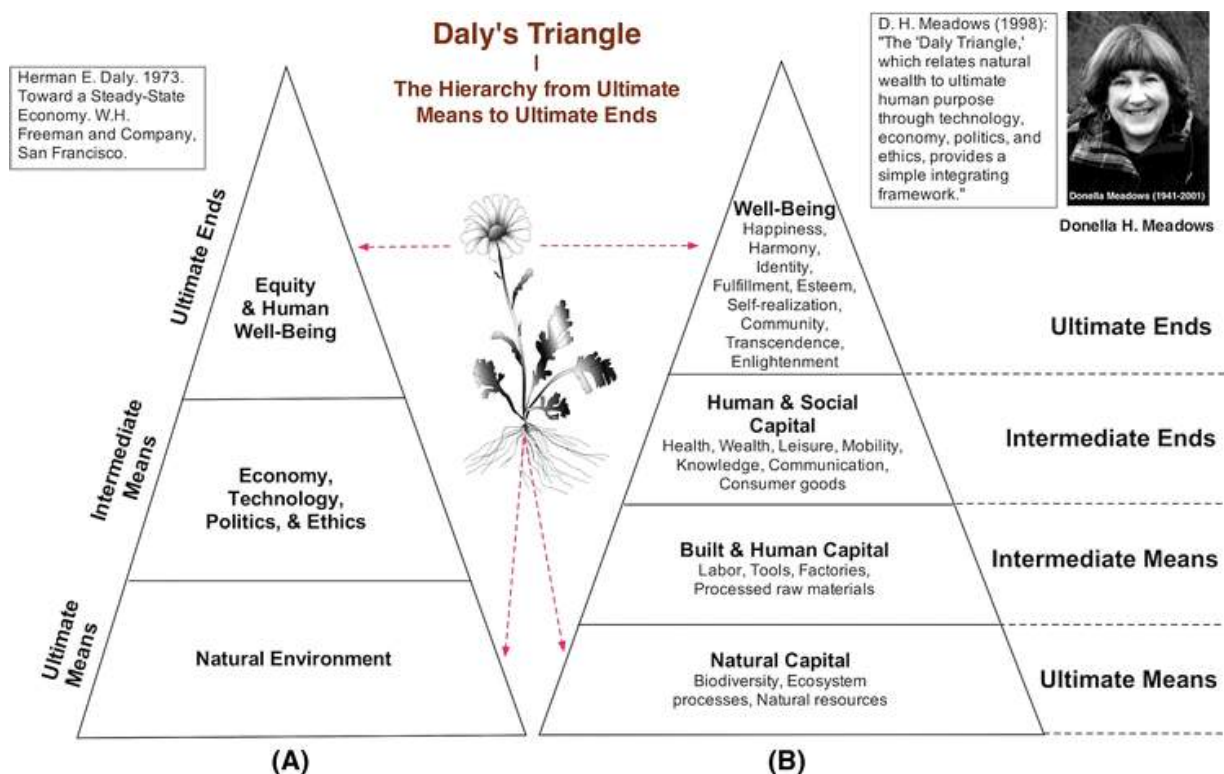 Daly's Triangle
I
The Hierarchy from Ultimate
Means to Ultimate Ends
Herman E. Daly. 1973.
Toward a Steady-State
Economy. W.H.
Freeman and Company,
San Francisco.
D. H. Meadows (1998):
"The 'Daly Triangle,'
which relates natural
wealth to ultimate
human purpose
through technology,
economy, politics, and
ethics, provides a
simple integrating
framework."
Donella Meadows (1941-2001)
Donella H. Meadows
Ultimate Ends
Equity
& Human
Well-Being
Intermediate
Means
Economy,
Technology,
Politics, & Ethics
Ultimate
Means
Natural Environment
(A)
Well-Being
Happiness,
Harmony,
Identity,
Fulfillment, Esteem,
Self-realization,
Community,
Transcendence,
Enlightenment
Ultimate Ends
Human & Social
Capital
Health, Wealth, Leisure, Mobility,
Knowledge, Communication,
Consumer goods
Intermediate Ends
Built & Human Capital
Labor, Tools, Factories,
Processed raw materials
Intermediate Means
Natural Capital
Biodiversity, Ecosystem
processes, Natural resources
Ultimate Means
(B)